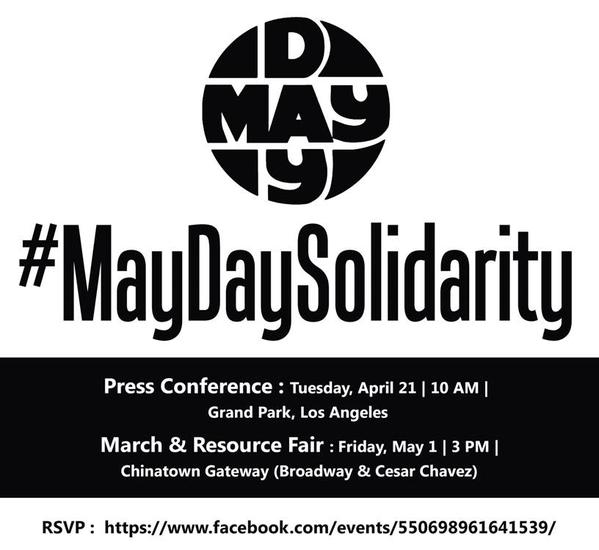 D
MAY
Y
#MayDaySolidarity
Press Conference : Tuesday, April 21 | 10 AM |
Grand Park, Los Angeles
March & Resource Fair : Friday, May 1 | 3 PM |
Chinatown Gateway (Broadway & Cesar Chavez)
RSVP : https://www.facebook.com/events/550698961641539/